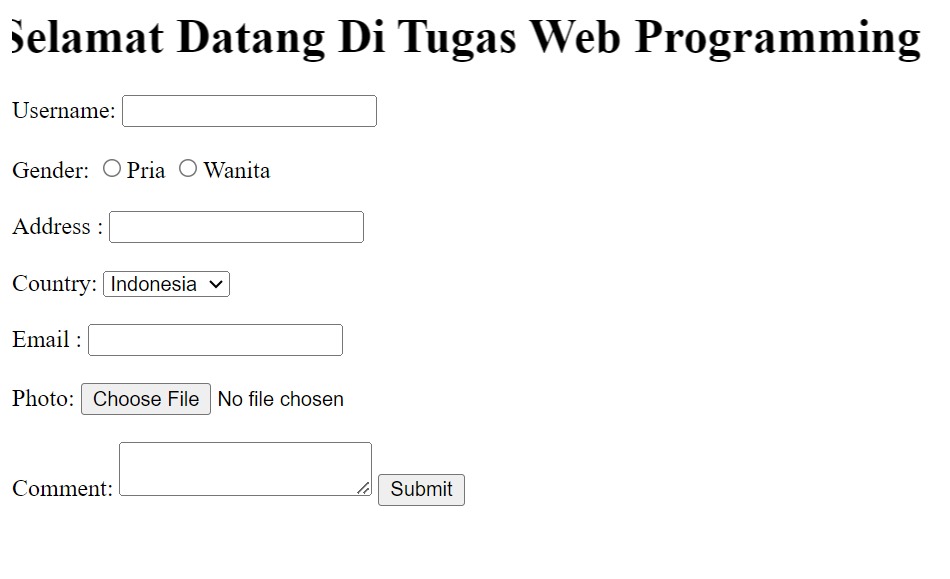 Selamat Datang Di Tugas Web Programming
Username:
Gender: Pria Wanita
Address :
Country: Indonesia
Email :
Photo: Choose File No file chosen
Comment: Submit